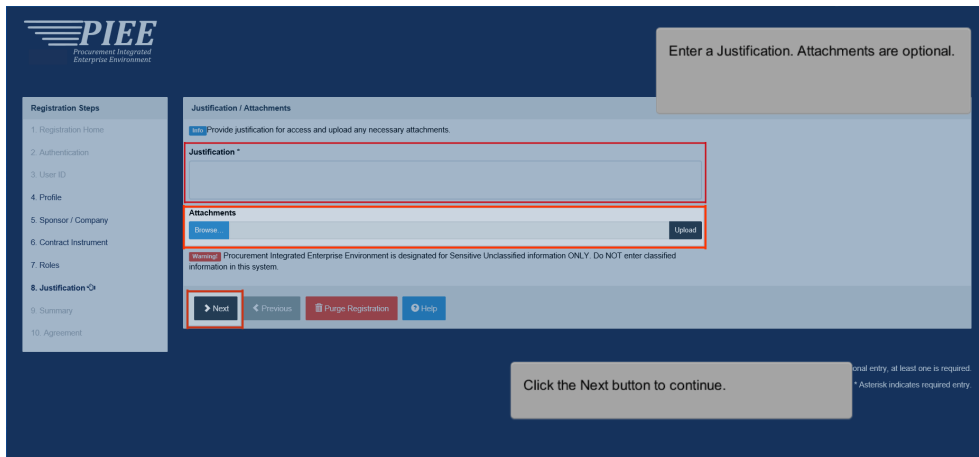 PIEE
Procurement Integrated
Enterprise Environment
Enter a Justification. Attachments are optional.
Registration Steps
1. Registration Home
2. Authentication
3. User ID
4. Profile
5. Sponsor / Company
6. Contract Instrument
7. Roles
8. Justification
9. Summary
10. Agreement
Justification / Attachments
Info Provide justification for access and upload any necessary attachments.
Justification *
Attachments
Browse... Upload
Warning! Procurement Integrated Enterprise Environment is designated for Sensitive Unclassified information ONLY. Do NOT enter classified
information in this system.
Next Previous Purge Registration Help
Click the Next button to continue.
onal entry, at least one is required.
* Asterisk indicates required entry.